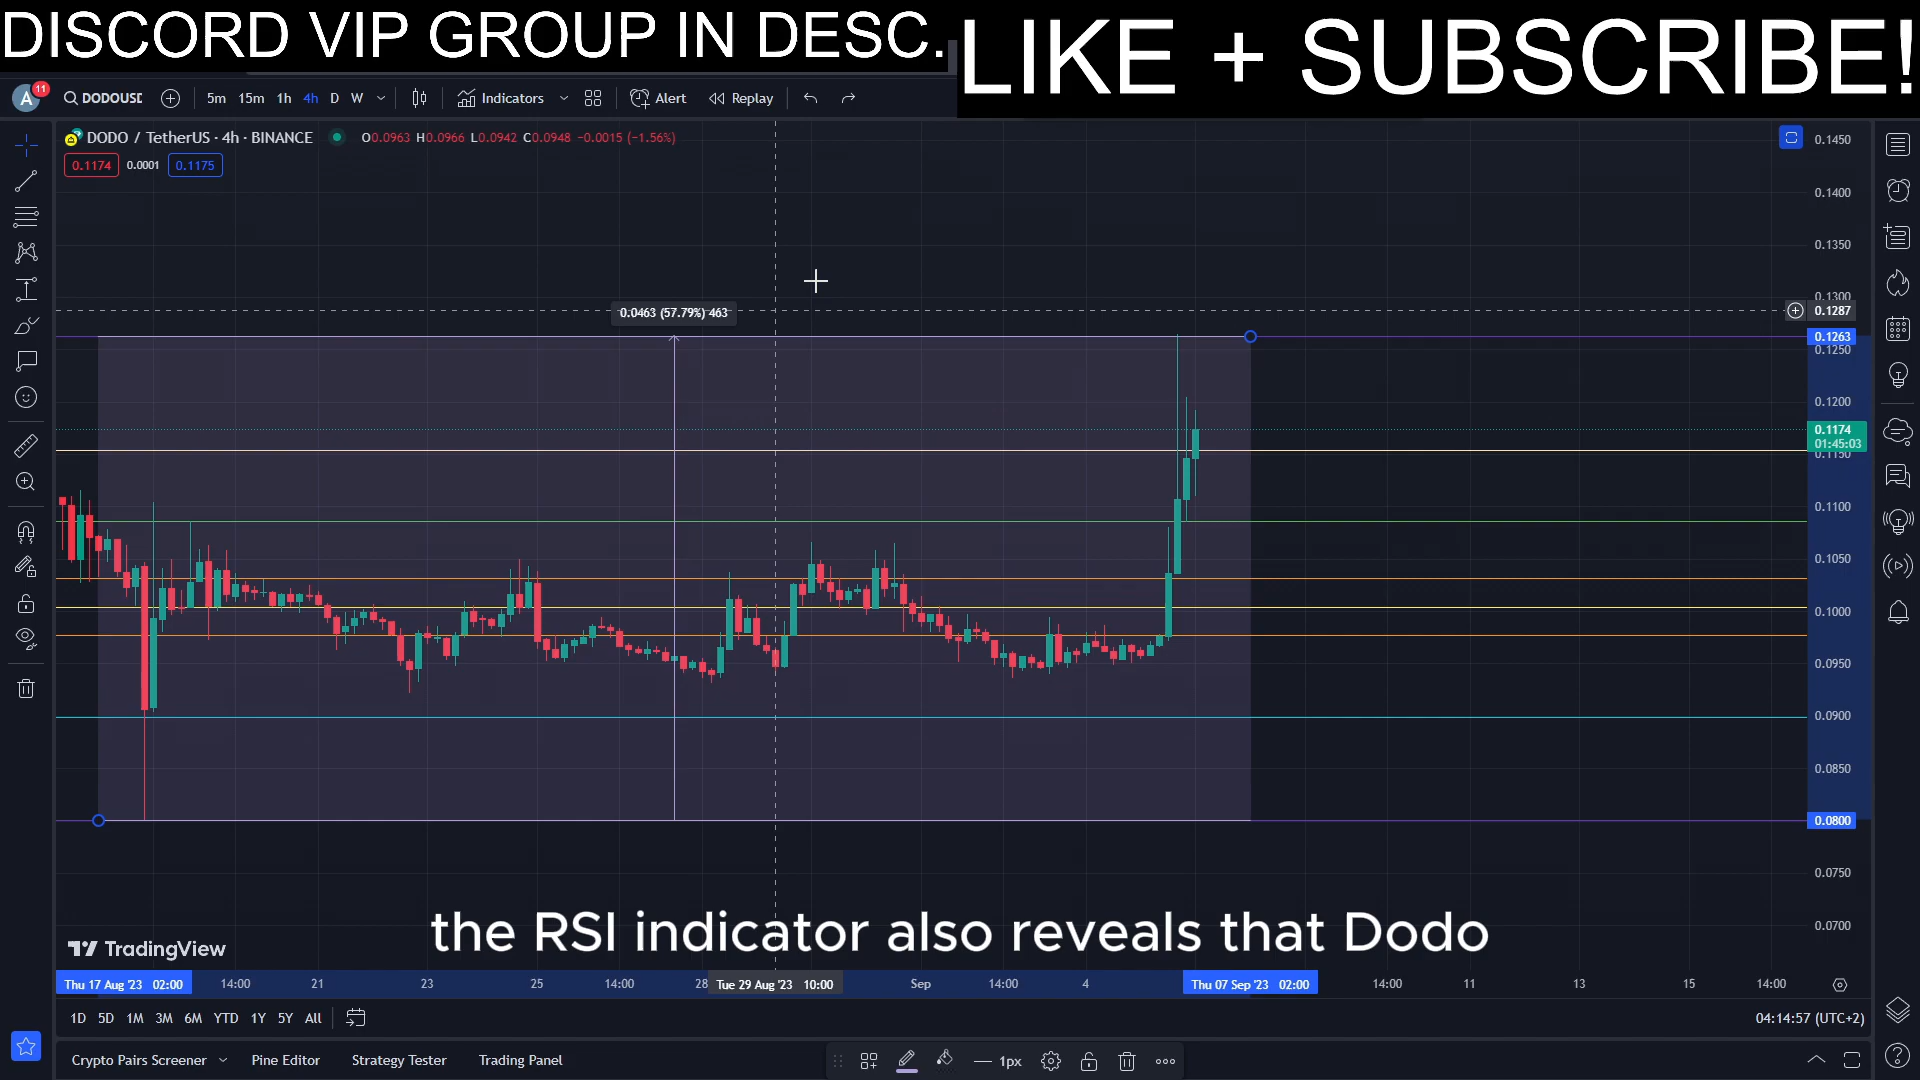 DISCORD VIP GROUP IN DESC.
LIKE + SUBSCRIBE!
A 11 DODOUSD 5m 15m 1h 4h D W Indicators Alert Replay
DODO / TetherUS · 4h · BINANCE O0.0963 H0.0966 L0.0942 C0.0948 −0.0015 (−1.56%)
0.1174 0.0001 0.1175
0.1450
0.1400
0.1350
0.1300
0.1287
0.0463 (57.79%) 463
0.1263
0.1250
0.1200
0.1174
01:45:03
0.1150
0.1100
0.1050
0.1000
0.0950
0.0900
0.0850
0.0800
0.0750
0.0700
the RSI indicator also reveals that Dodo
TradingView
Thu 17 Aug '23 02:00 14:00 21 23 25 14:00 28 Tue 29 Aug '23 10:00 Sep 14:00 4 Thu 07 Sep '23 02:00 14:00 11 13 15 14:00
1D 5D 1M 3M 6M YTD 1Y 5Y All 04:14:57 (UTC+2)
Crypto Pairs Screener Pine Editor Strategy Tester Trading Panel 1px